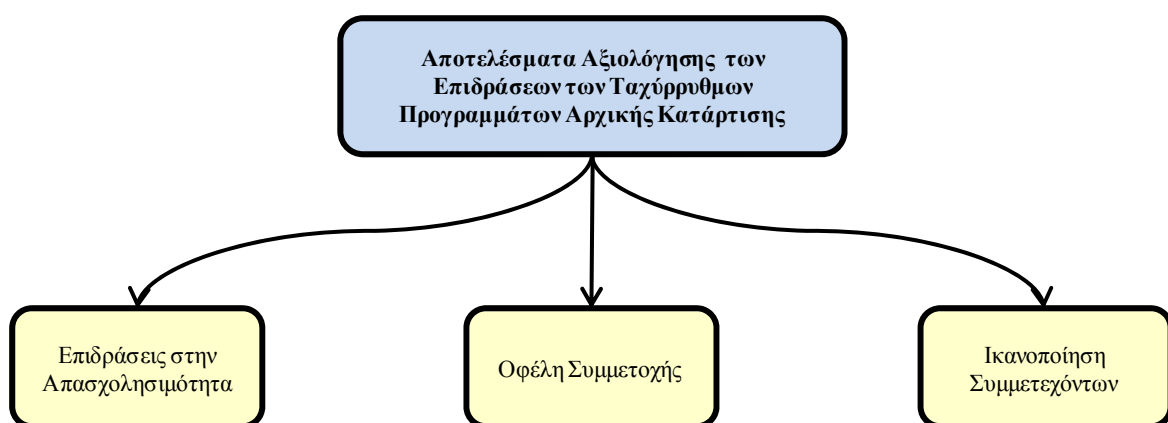 Αποτελέσματα Αξιολόγησης των
Επιδράσεων των Ταχύρρυθμων
Προγραμμάτων Αρχικής Κατάρτισης
Επιδράσεις στην
Απασχολησιμότητα
Οφέλη Συμμετοχής
Ικανοποίηση
Συμμετεχόντων